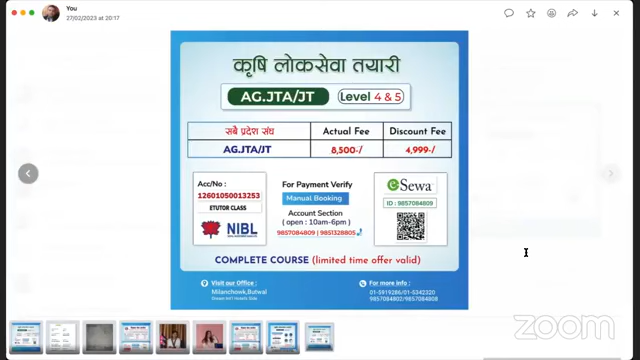 You
27/02/2023 at 20:17
कृषि लोकसेवा तयारी
AG.JTA/JT Level 4 & 5
सबै प्रदेश संघ Actual Fee Discount Fee
AG.JTA/JT 8,500-/ 4,999-/
Acc/No :
12601050013253
ETUTOR CLASS
NIBL
For Payment Verify
Manual Booking
Account Section
( open : 10am-6pm )
9857084809 | 9851328805
eSewa
ID : 9857084809
COMPLETE COURSE (limited time offer valid)
Visit our Office :
Milanchowk,Butwal
For more info :
01-5919286/01-5342320
9857084802/9857084808
zoom